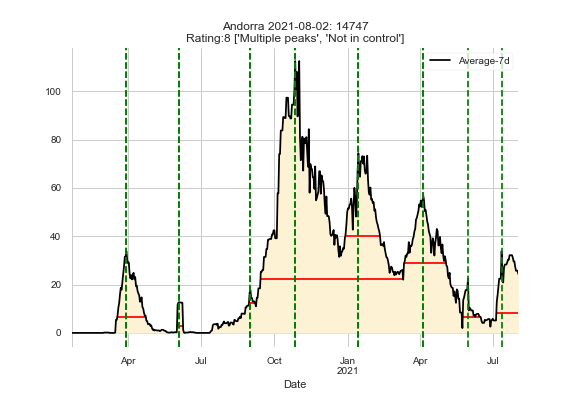 Andorra 2021-08-02: 14747
Rating:8 ['Multiple peaks', 'Not in control']
Average-7d
100
80
60
40
20
0
Apr Jul Oct Jan Apr Jul
2021
Date